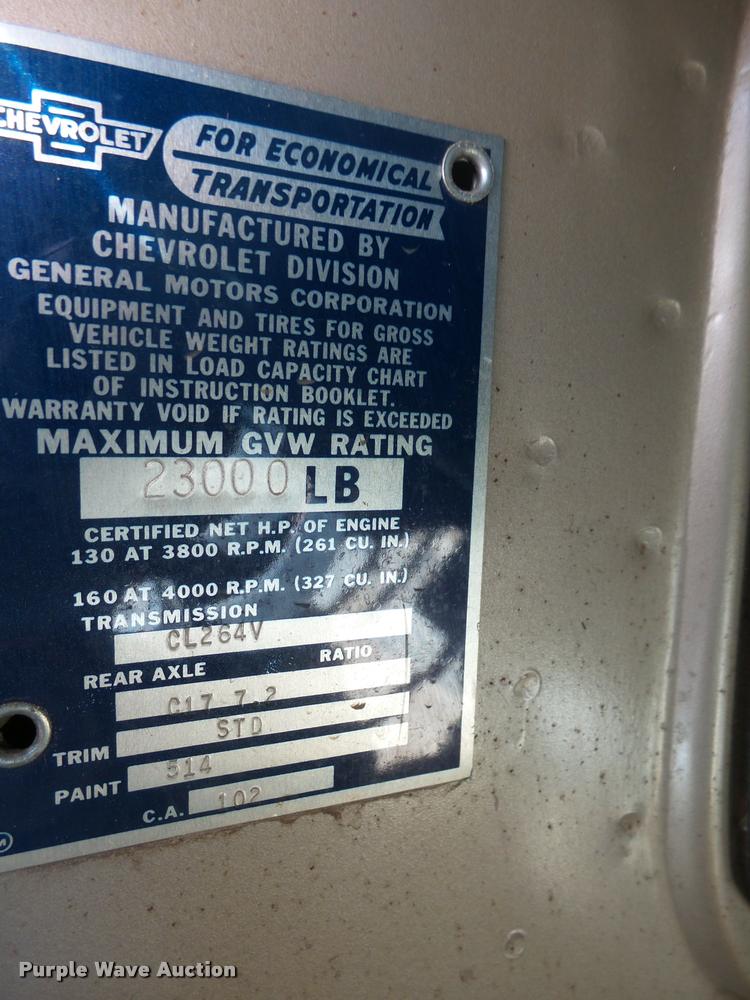 CHEVROLET
FOR ECONOMICAL
TRANSPORTATION
MANUFACTURED BY
CHEVROLET DIVISION
GENERAL MOTORS CORPORATION
EQUIPMENT AND TIRES FOR GROSS
VEHICLE WEIGHT RATINGS ARE
LISTED IN LOAD CAPACITY CHART
OF INSTRUCTION BOOKLET.
WARRANTY VOID IF RATING IS EXCEEDED
MAXIMUM GVW RATING
23000 LB
CERTIFIED NET H.P. OF ENGINE
130 AT 3800 R.P.M. (261 CU. IN.)
160 AT 4000 R.P.M. (327 CU. IN.)
TRANSMISSION
CL264V
REAR AXLE RATIO
C17 7.2
STD
TRIM
514
PAINT
C.A. 102
Purple Wave Auction